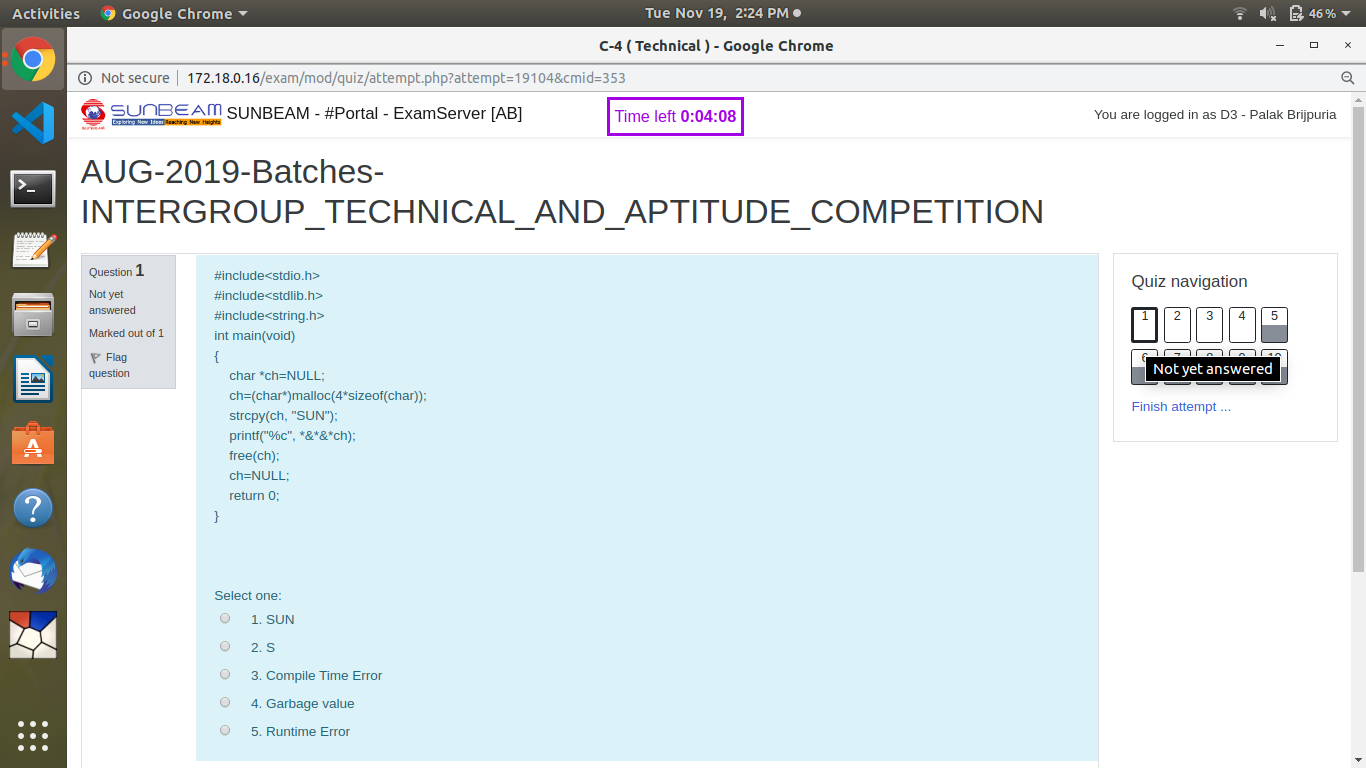 Activities
Google Chrome
Tue Nov 19, 2:24 PM
46%
C-4 ( Technical ) - Google Chrome
Not secure
172.18.0.16/exam/mod/quiz/attempt.php?attempt=19104&cmid=353
SUNBEAM
Exploring New Ideas Reaching New Heights
SUNBEAM - #Portal - ExamServer [AB]
Time left 0:04:08
You are logged in as D3 - Palak Brijpuria
AUG-2019-Batches-
INTERGROUP_TECHNICAL_AND_APTITUDE_COMPETITION
Question 1
Not yet
answered
Marked out of 1
Flag
question
#include<stdio.h>
#include<stdlib.h>
#include<string.h>
int main(void)
{
char *ch=NULL;
ch=(char*)malloc(4*sizeof(char));
strcpy(ch, "SUN");
printf("%c", *&*&*ch);
free(ch);
ch=NULL;
return 0;
}
Select one:
1. SUN
2. S
3. Compile Time Error
4. Garbage value
5. Runtime Error
Quiz navigation
1 2 3 4 5
Not yet answered
Finish attempt ...